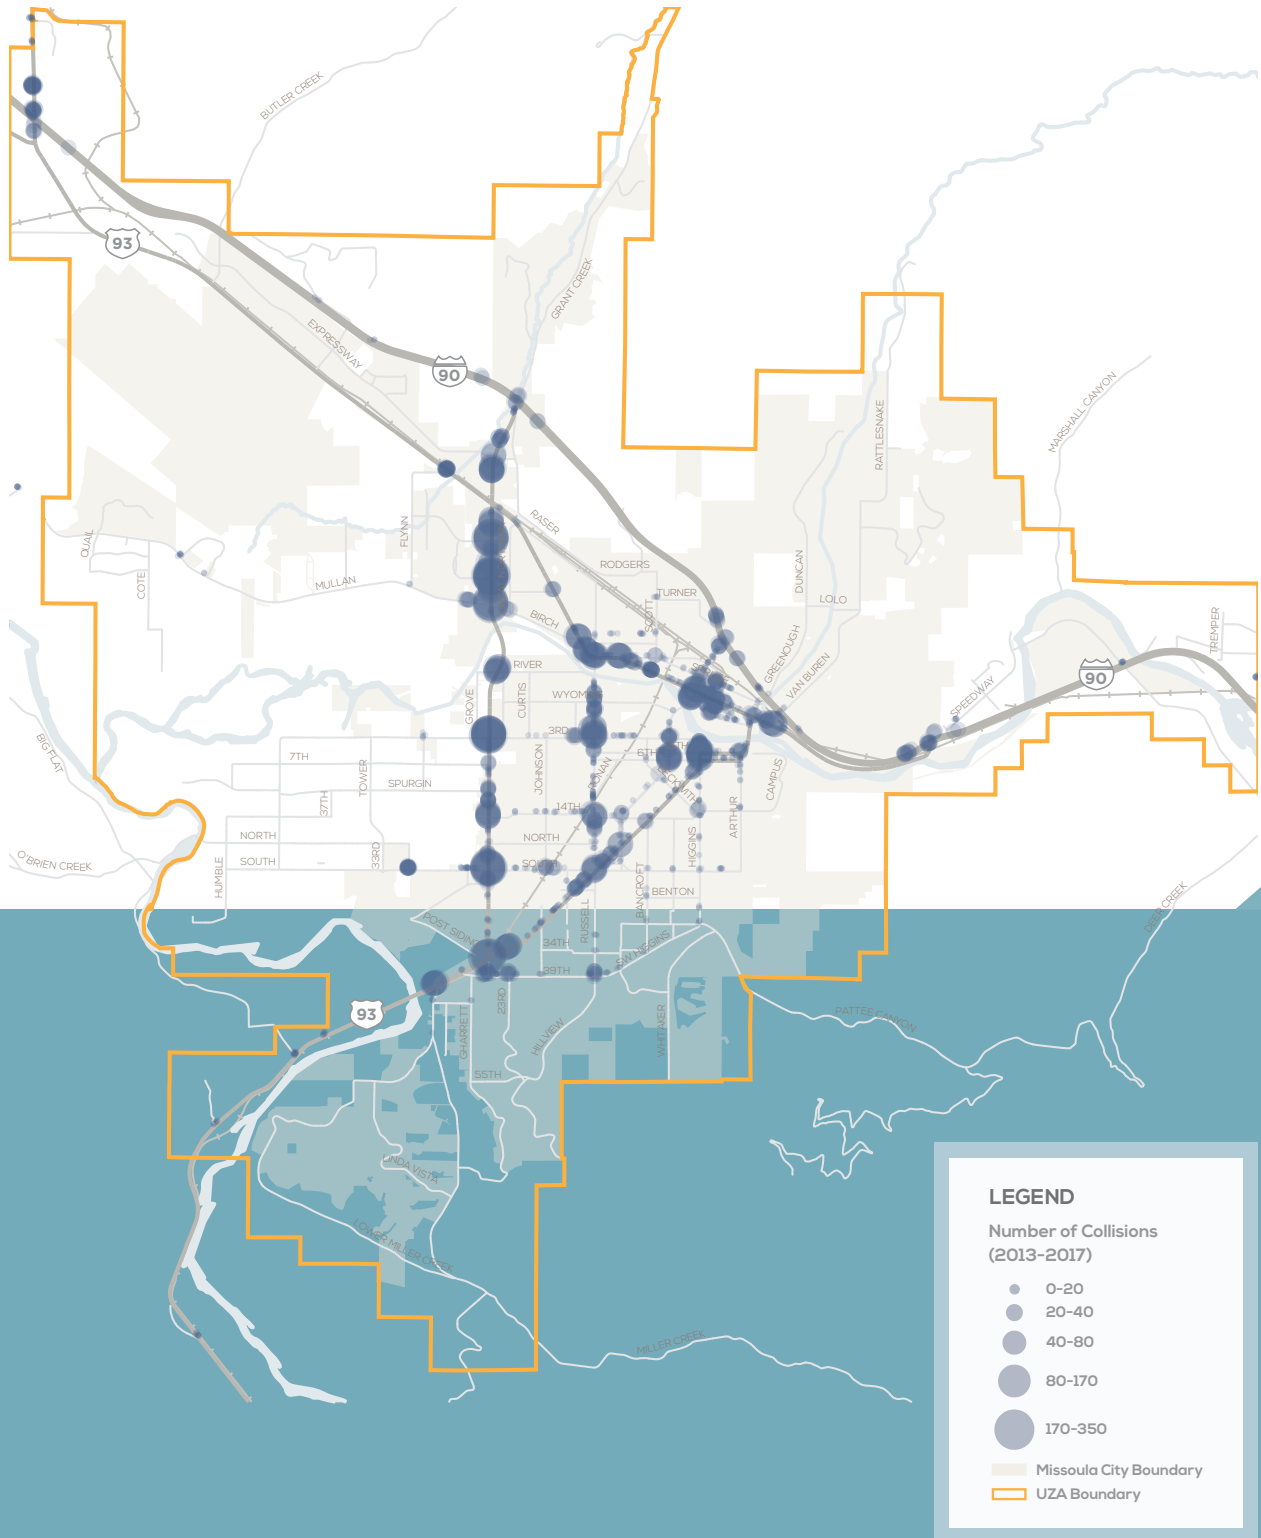 BUTLER CREEK
93
GRANT CREEK
EXPRESSWAY
90
RATTLESNAKE
MARSHALL CANYON
RASER
QUAIL
FLYNN
COTE
MULLAN
RODGERS
TURNER
SCOTT
DUNCAN
LOLO
BIRCH
GREENOUGH
VAN BUREN
TREMPER
RIVER
90
SPEEDWAY
GROVE
CURTIS
WYOMING
3RD
BIG FLAT
7TH
6TH
JOHNSON
RONAN
TOWER
SPURGIN
BECKWITH
CAMPUS
37TH
14TH
ARTHUR
NORTH
NORTH
HIGGINS
SOUTH
SOUTH
33RD
O'BRIEN CREEK
HUMBLE
BANCROFT
BENTON
DEER CREEK
RUSSELL
POST SIDING
34TH
SW HIGGINS
39TH
23RD
93
GHARRETT
HILLVIEW
WHITAKER
PATTEE CANYON
55TH
LINDA VISTA
LOWER MILLER CREEK
MILLER CREEK
LEGEND
Number of Collisions
(2013-2017)
0-20
20-40
40-80
80-170
170-350
Missoula City Boundary
UZA Boundary